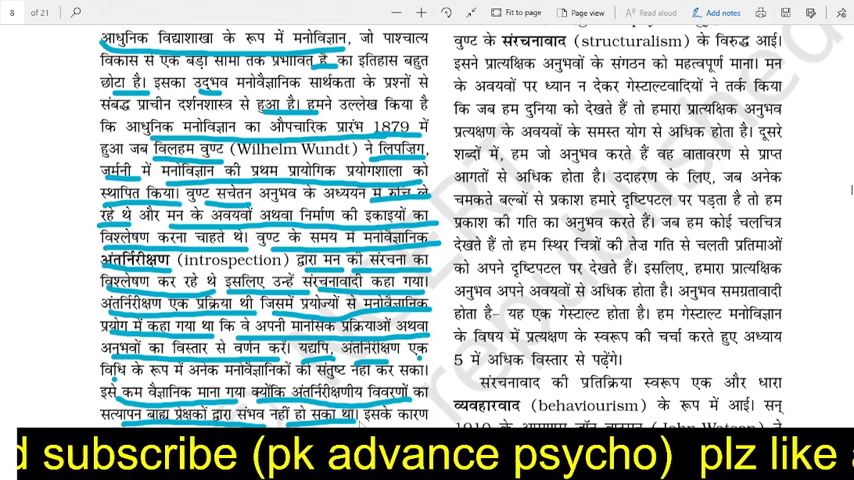 8 of 21
Fit to page
Page view
Read aloud
Add notes
आधुनिक विद्याशाखा के रूप में मनोविज्ञान, जो पाश्चात्य
विकास से एक बड़ी सीमा तक प्रभावित है, का इतिहास बहुत
छोटा है। इसका उद्भव मनोवैज्ञानिक सार्थकता के प्रश्नों से
संबद्ध प्राचीन दर्शनशास्त्र से हुआ है। हमने उल्लेख किया है
कि आधुनिक मनोविज्ञान का औपचारिक प्रारंभ 1879 में
हुआ जब विलहम वुण्ट (Wilhelm Wundt) ने लिपज़िग,
जर्मनी में मनोविज्ञान की प्रथम प्रायोगिक प्रयोगशाला को
स्थापित किया। वुण्ट सचेतन अनुभव के अध्ययन में रुचि ले
रहे थे और मन के अवयवों अथवा निर्माण की इकाइयों का
विश्लेषण करना चाहते थे। वुण्ट के समय में मनोवैज्ञानिक
अंतर्निरीक्षण (introspection) द्वारा मन की संरचना का
विश्लेषण कर रहे थे इसलिए उन्हें संरचनावादी कहा गया।
अंतर्निरीक्षण एक प्रक्रिया थी जिसमें प्रयोज्यों से मनोवैज्ञानिक
प्रयोग में कहा गया था कि वे अपनी मानसिक प्रक्रियाओं अथवा
अनुभवों का विस्तार से वर्णन करें। यद्यपि, अंतर्निरीक्षण एक
विधि के रूप में अनेक मनोवैज्ञानिकों को संतुष्ट नहीं कर सका।
इसे कम वैज्ञानिक माना गया क्योंकि अंतर्निरीक्षणीय विवरणों का
सत्यापन बाह्य प्रेक्षकों द्वारा संभव नहीं हो सका था। इसके कारण
वुण्ट के संरचनावाद (structuralism) के विरुद्ध आई।
इसने प्रात्यक्षिक अनुभवों के संगठन को महत्वपूर्ण माना। मन
के अवयवों पर ध्यान न देकर गेस्टाल्टवादियों ने तर्क किया
कि जब हम दुनिया को देखते हैं तो हमारा प्रात्यक्षिक अनुभव
प्रत्यक्षण के अवयवों के समस्त योग से अधिक होता है। दूसरे
शब्दों में, हम जो अनुभव करते हैं वह वातावरण से प्राप्त
आगतों से अधिक होता है। उदाहरण के लिए, जब अनेक
चमकते बल्बों से प्रकाश हमारे दृष्टिपटल पर पड़ता है तो हम
प्रकाश की गति का अनुभव करते हैं। जब हम कोई चलचित्र
देखते हैं तो हम स्थिर चित्रों की तेज गति से चलती प्रतिमाओं
को अपने दृष्टिपटल पर देखते हैं। इसलिए, हमारा प्रात्यक्षिक
अनुभव अपने अवयवों से अधिक होता है। अनुभव समग्रतावादी
होता है– यह एक गेस्टाल्ट होता है। हम गेस्टाल्ट मनोविज्ञान
के विषय में प्रत्यक्षण के स्वरूप की चर्चा करते हुए अध्याय
5 में अधिक विस्तार से पढ़ेंगे।
संरचनावाद की प्रतिक्रिया स्वरूप एक और धारा
व्यवहारवाद (behaviourism) के रूप में आई। सन्
d subscribe (pk advance psycho) plz like a